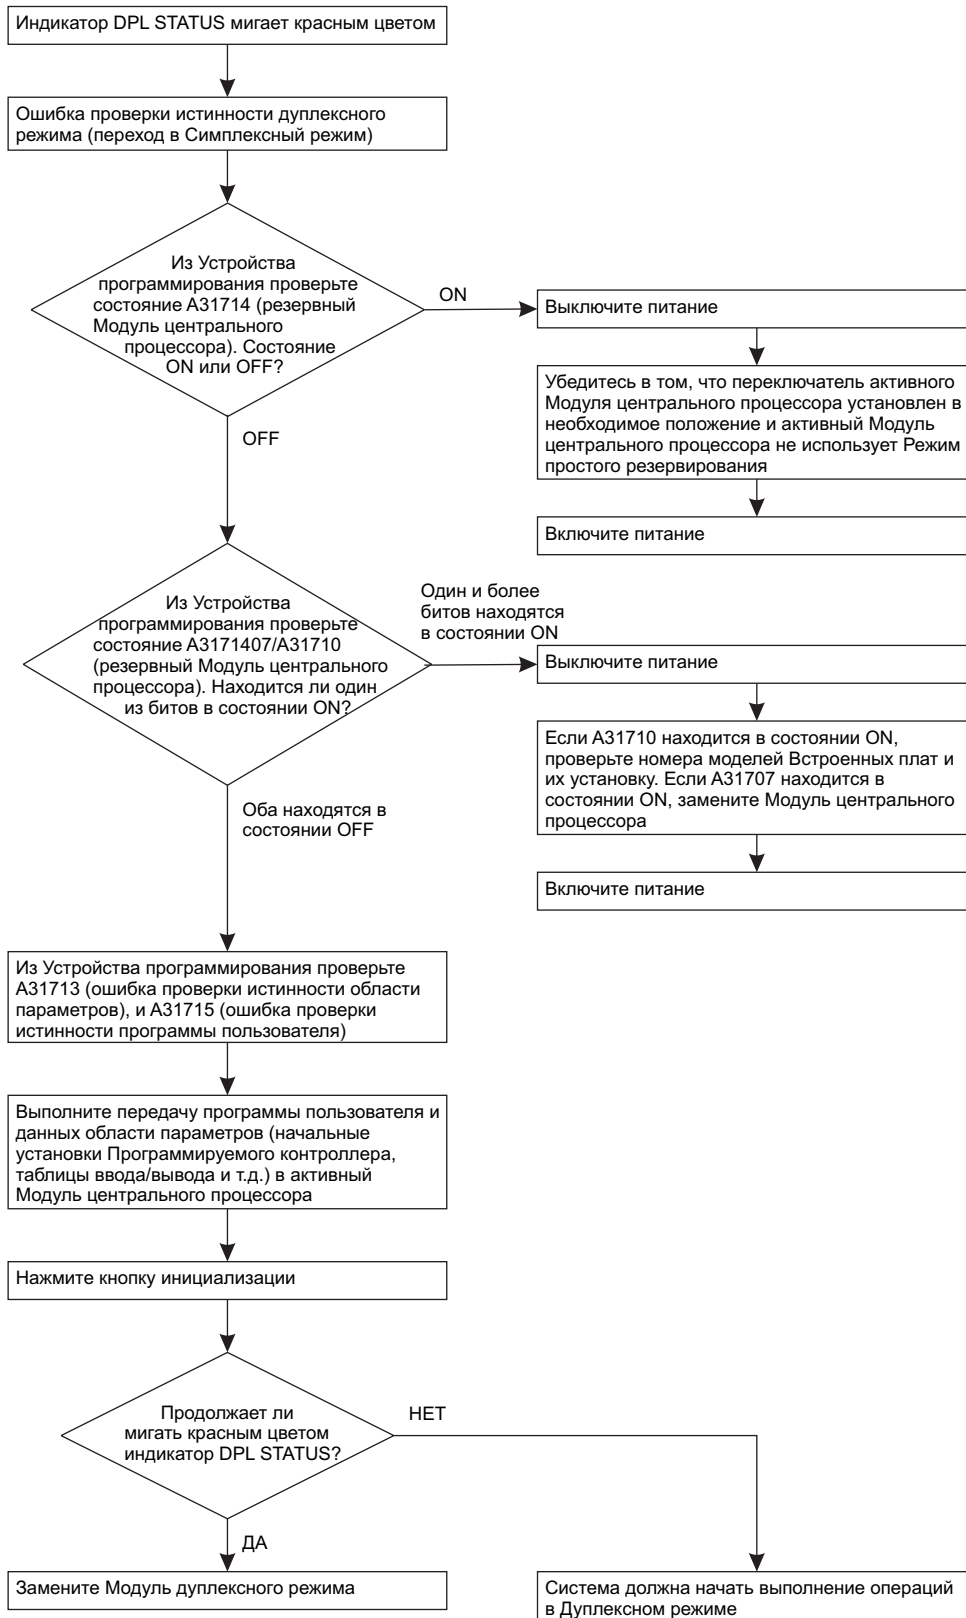 Индикатор DPL STATUS мигает красным цветом
Ошибка проверки истинности дуплексного
режима (переход в Симплексный режим)
Из Устройства
программирования проверьте
состояние A31714 (резервный
Модуль центрального
процессора). Состояние
ON или OFF?
ON
Выключите питание
Убедитесь в том, что переключатель активного
Модуля центрального процессора установлен в
необходимое положение и активный Модуль
центрального процессора не использует Режим
простого резервирования
Включите питание
OFF
Из Устройства
программирования проверьте
состояние A3171407/A31710
(резервный Модуль центрального
процессора). Находится ли один
из битов в состоянии ON?
Один и более
битов находятся
в состоянии ON
Выключите питание
Если A31710 находится в состоянии ON,
проверьте номера моделей Встроенных плат и
их установку. Если A31707 находится в
состоянии ON, замените Модуль центрального
процессора
Включите питание
Оба находятся в
состоянии OFF
Из Устройства программирования проверьте
A31713 (ошибка проверки истинности области
параметров), и A31715 (ошибка проверки
истинности программы пользователя)
Выполните передачу программы пользователя и
данных области параметров (начальные
установки Программируемого контроллера,
таблицы ввода/вывода и т.д.) в активный
Модуль центрального процессора
Нажмите кнопку инициализации
Продолжает ли
мигать красным цветом
индикатор DPL STATUS?
НЕТ
ДА
Замените Модуль дуплексного режима
Система должна начать выполнение операций
в Дуплексном режиме